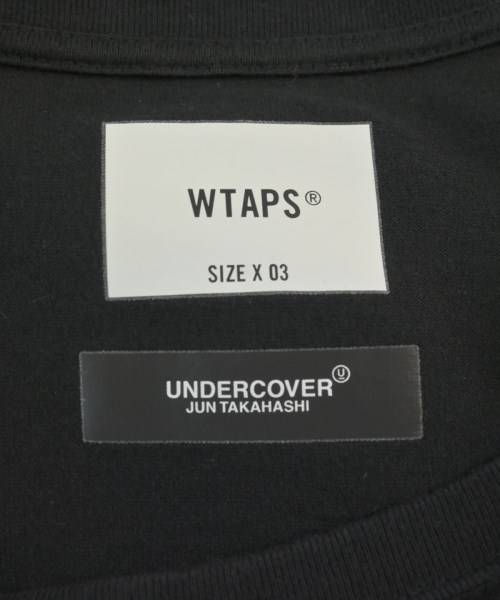 WTAPS®
SIZE X 03
UNDERCOVER Ⓤ
JUN TAKAHASHI